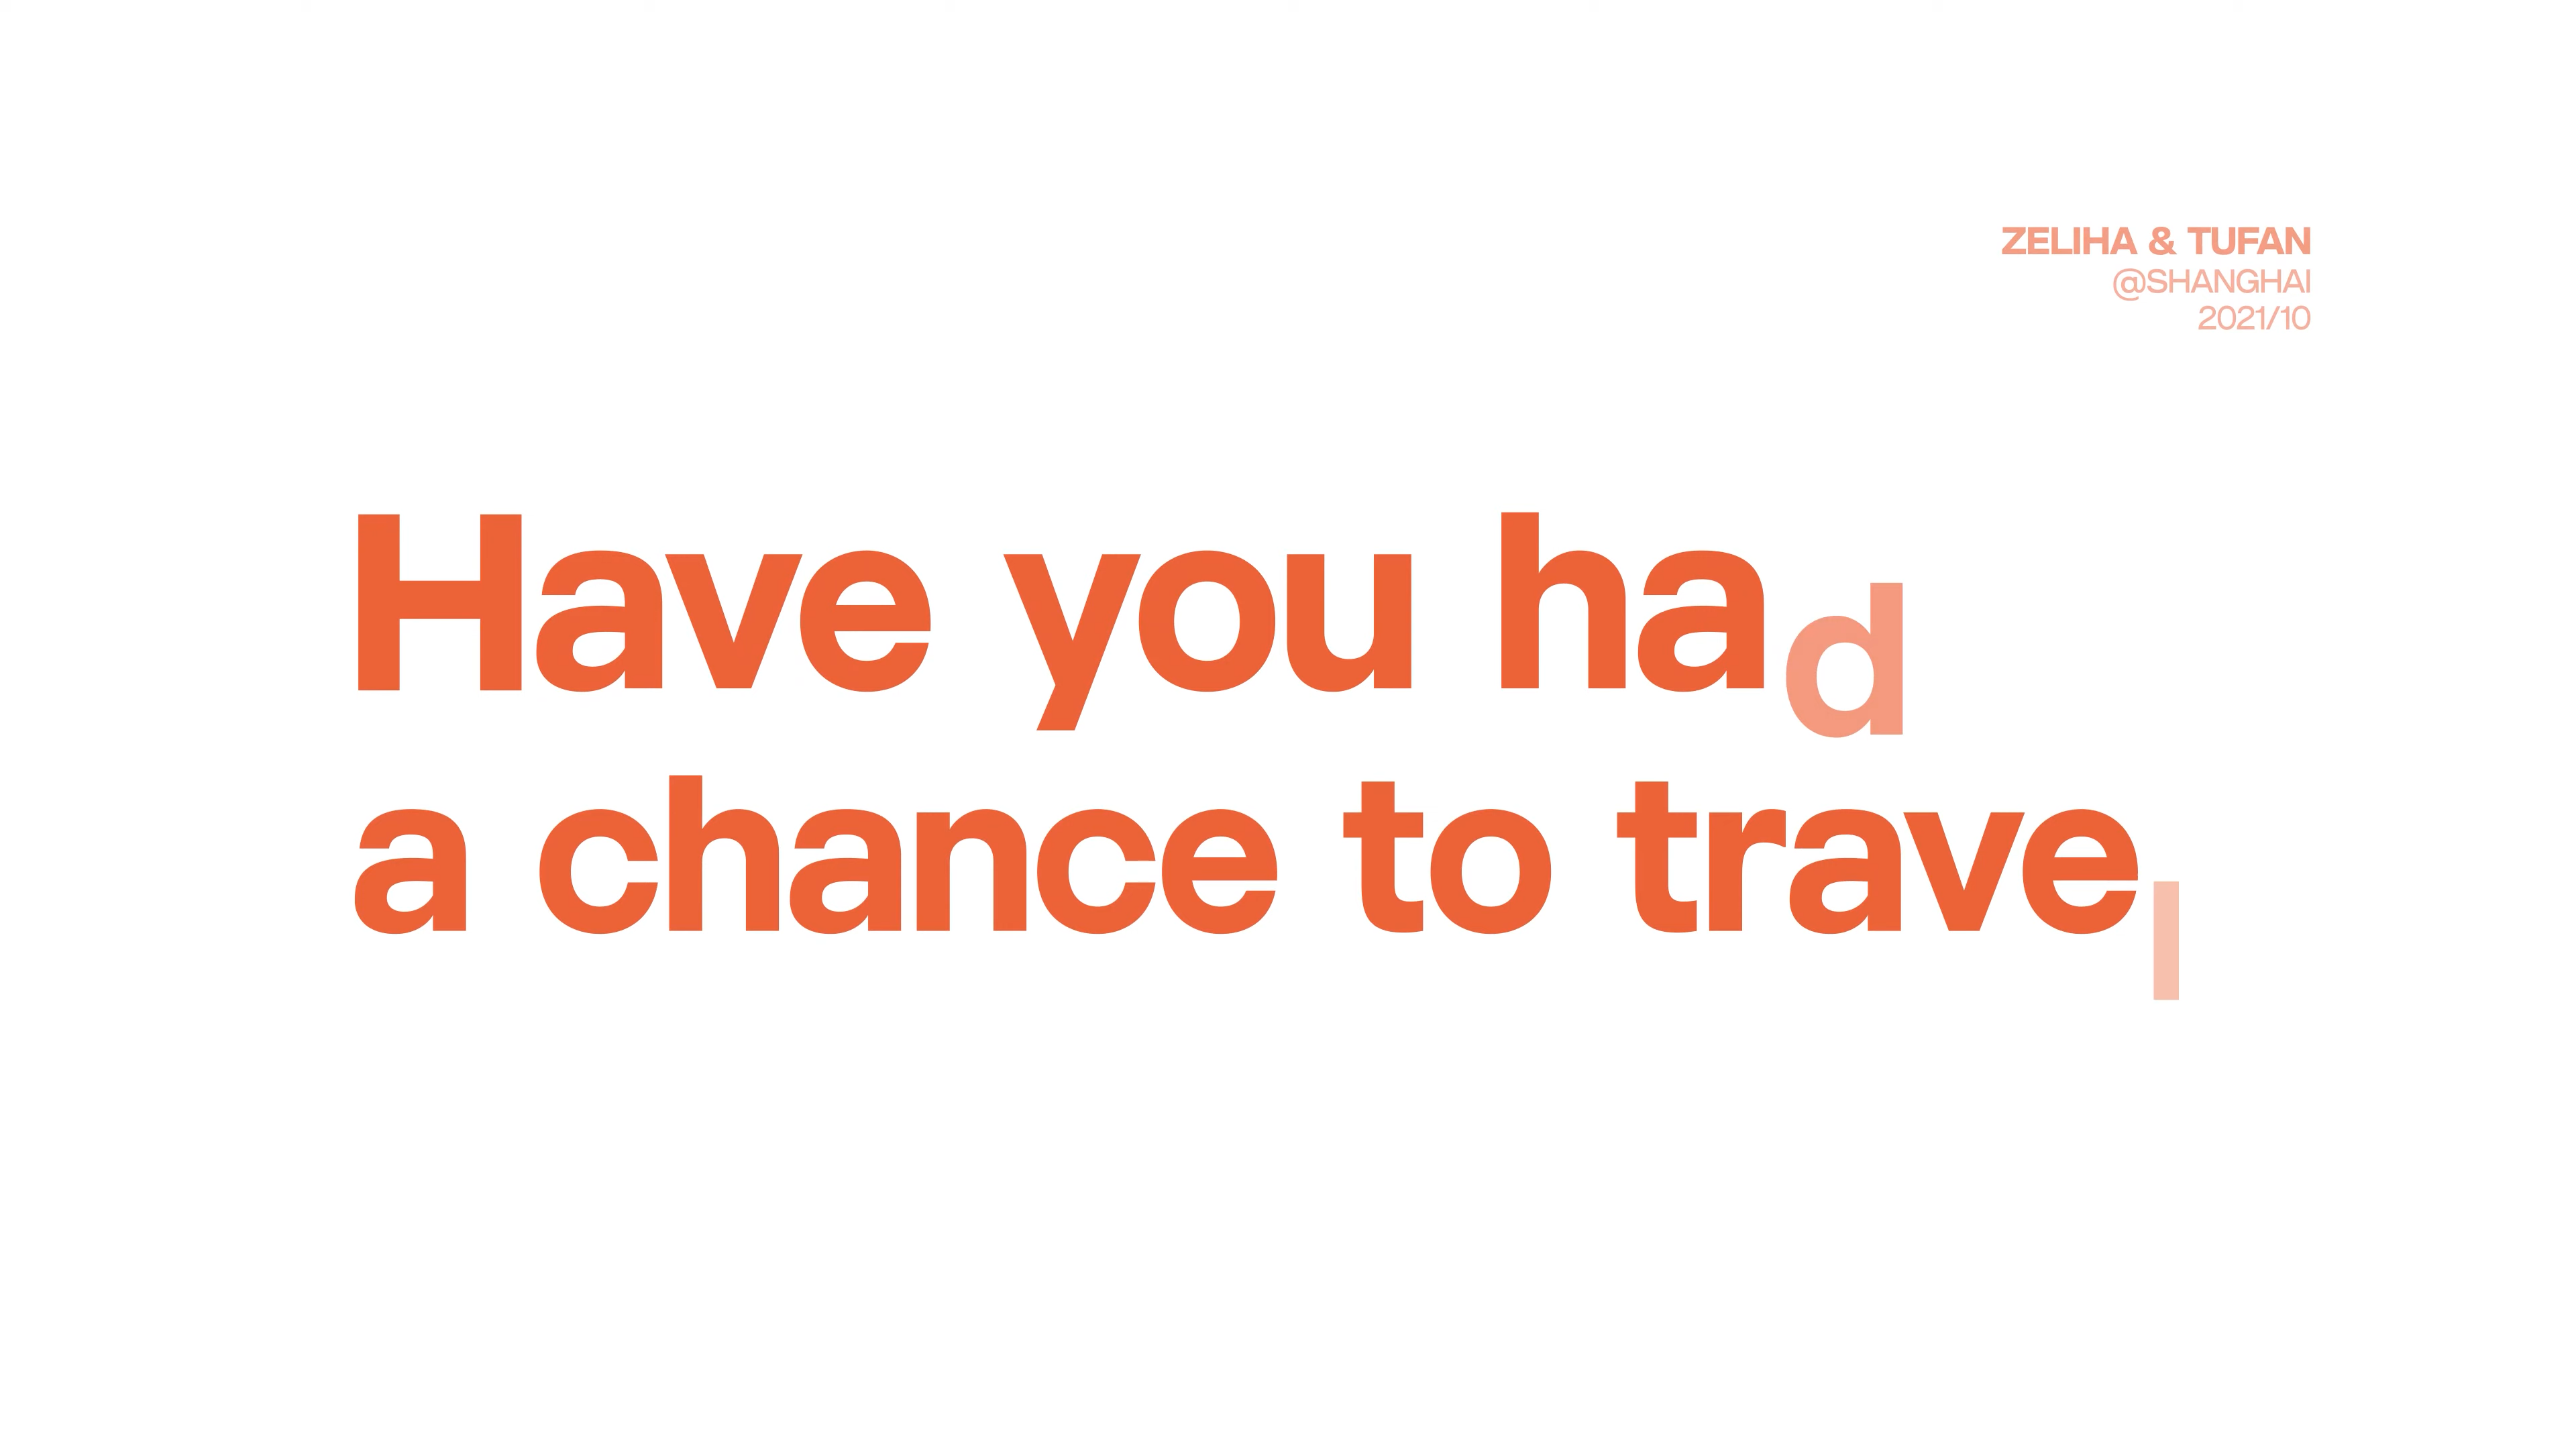 ZELIHA & TUFAN
@SHANGHAI
2021/10
Have you had
a chance to travel